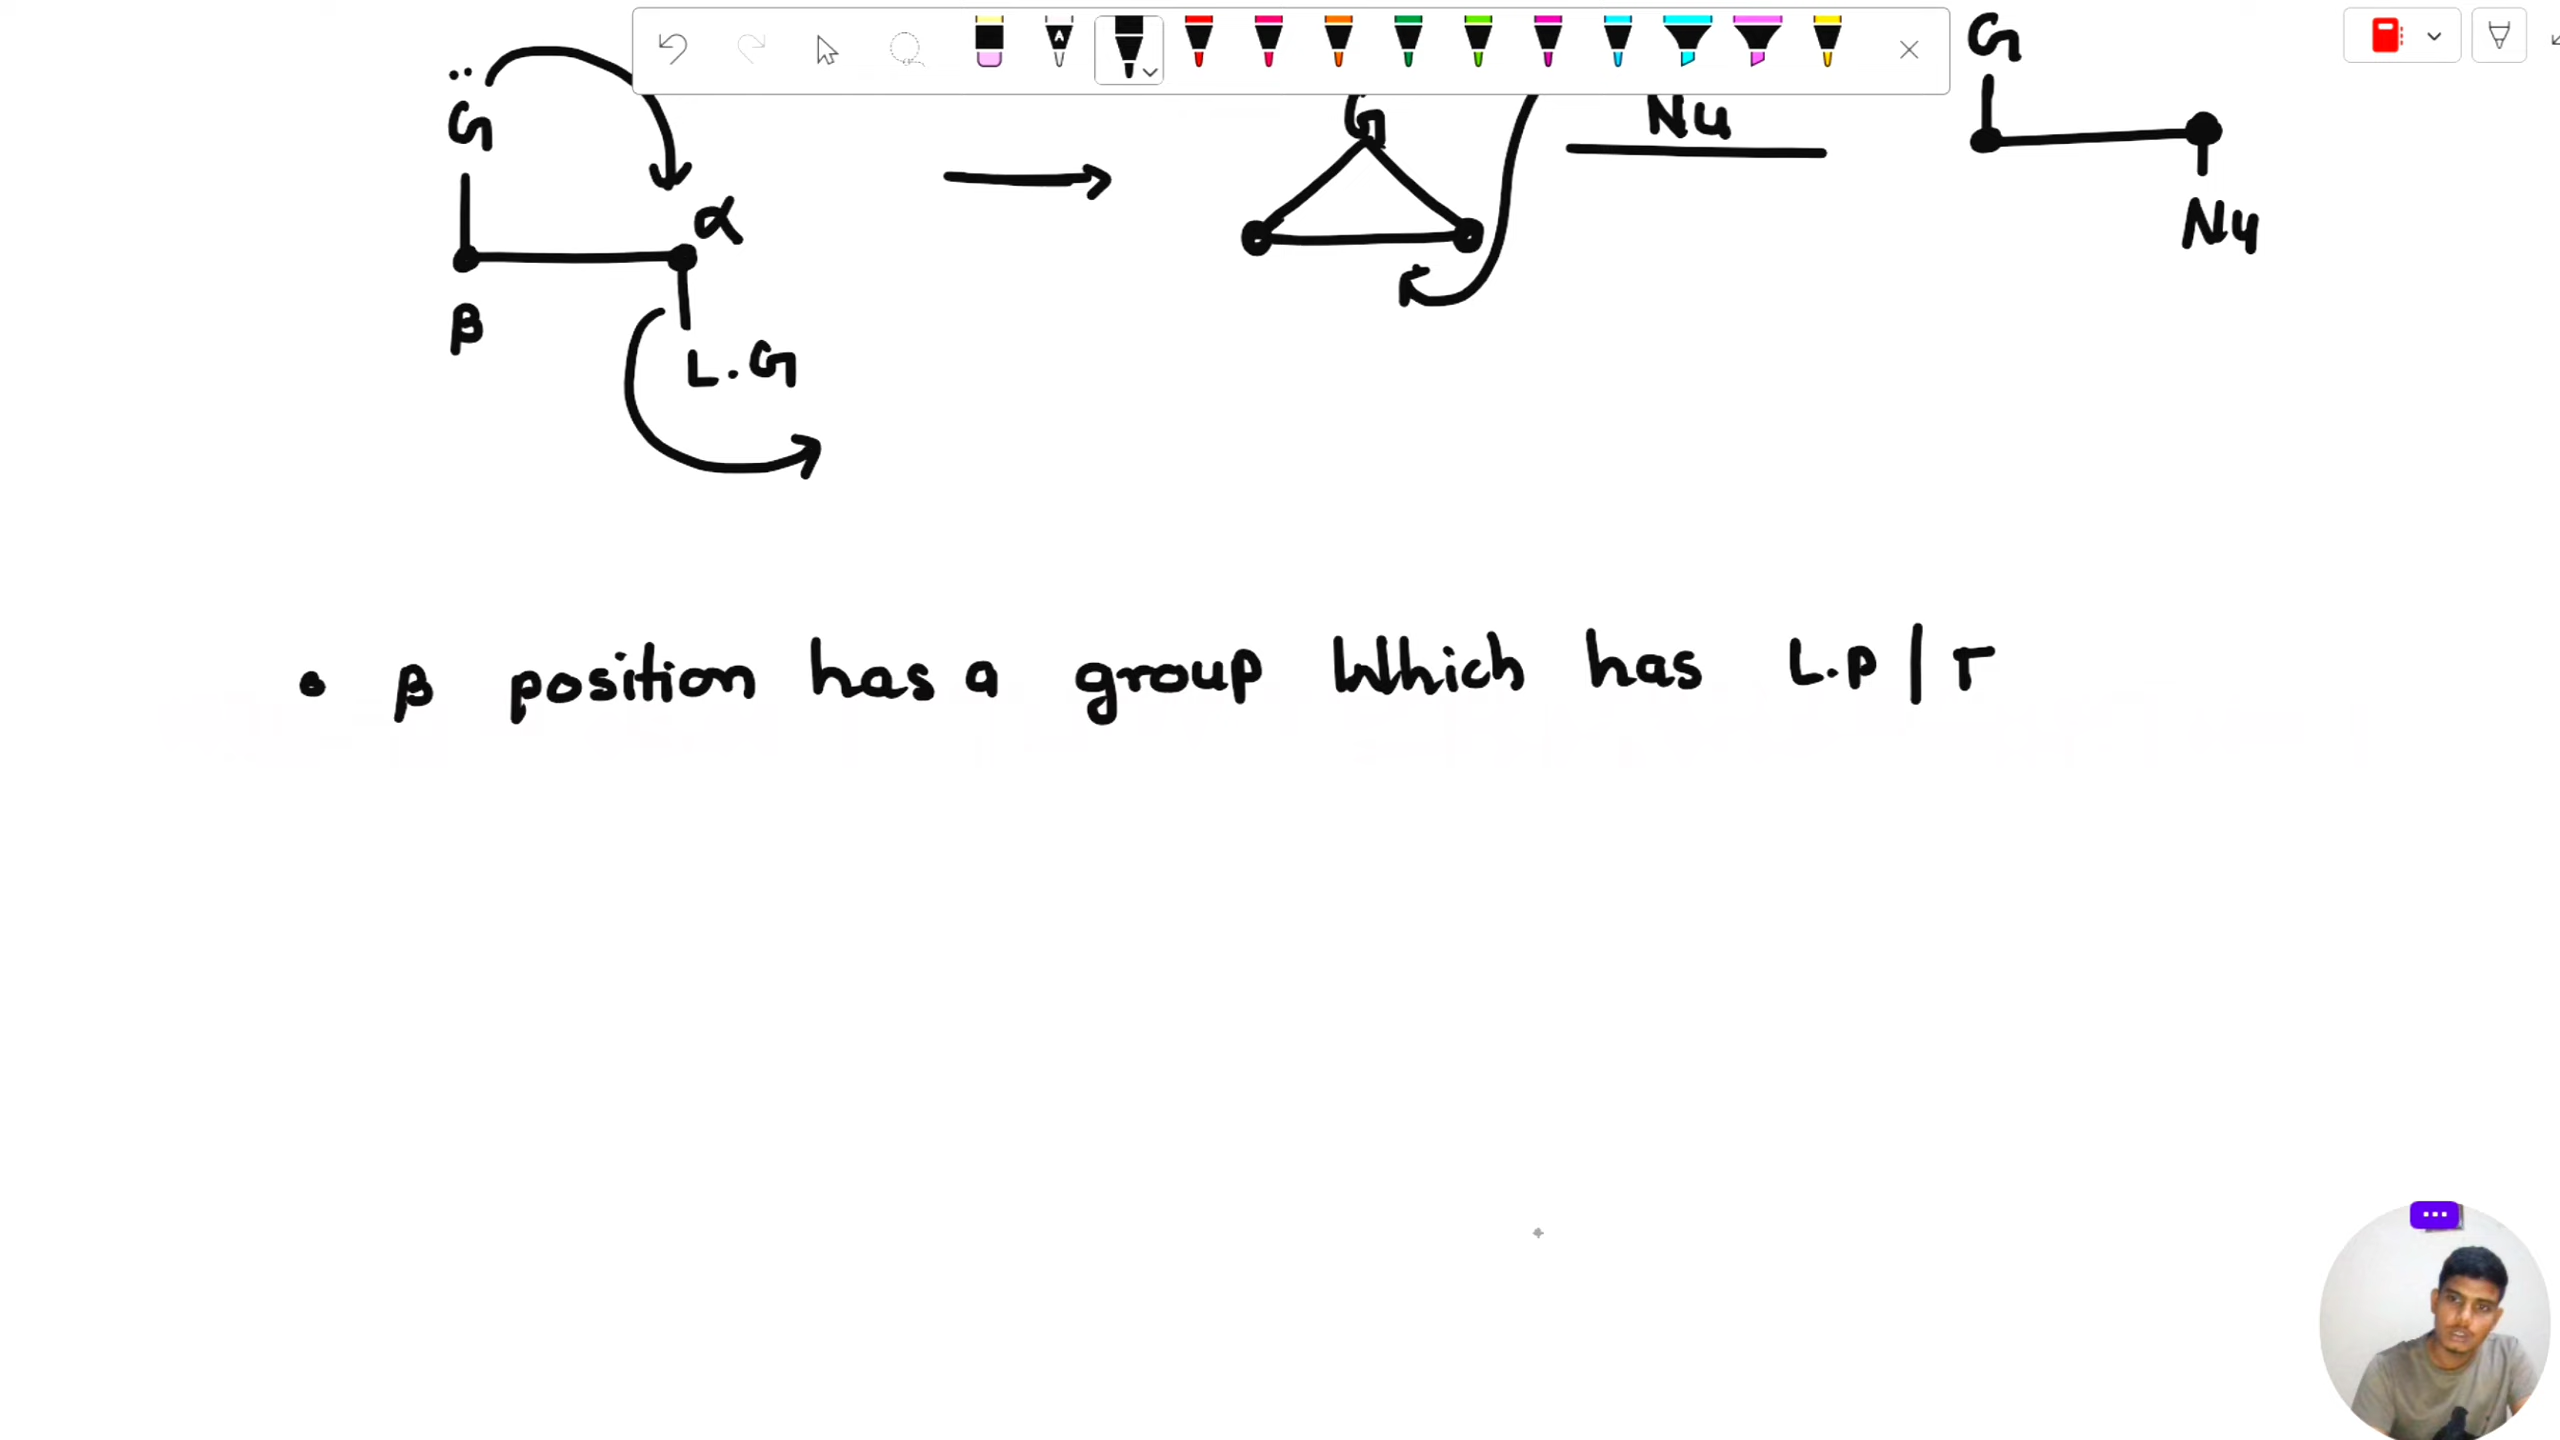 G
G
Nu
G
α
Nu
β
L.G
• β position has a group Which has L.P | π